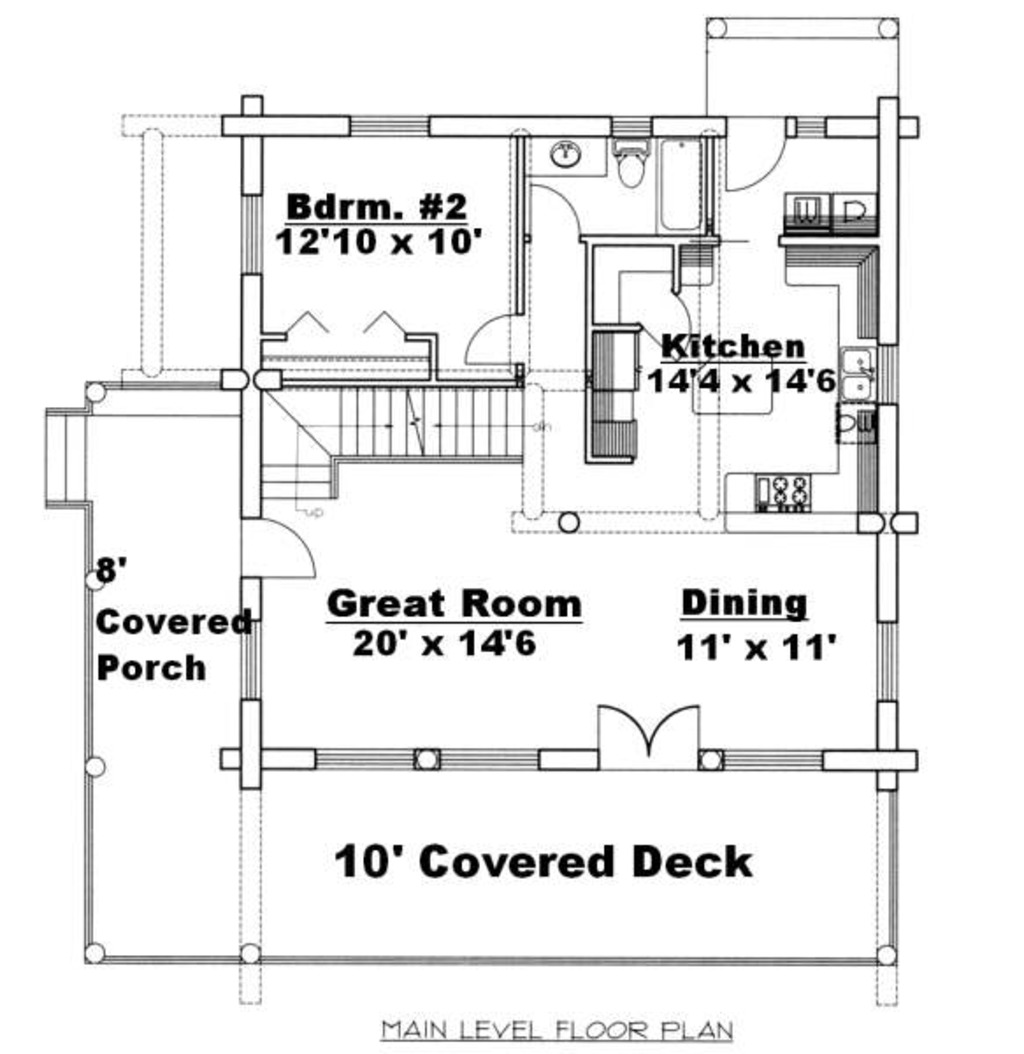 Bdrm. #2
12'10 x 10'
W D
Kitchen
14'4 x 14'6
dn
up
8'
Covered
Porch
Great Room
20' x 14'6
Dining
11' x 11'
10' Covered Deck
MAIN LEVEL FLOOR PLAN